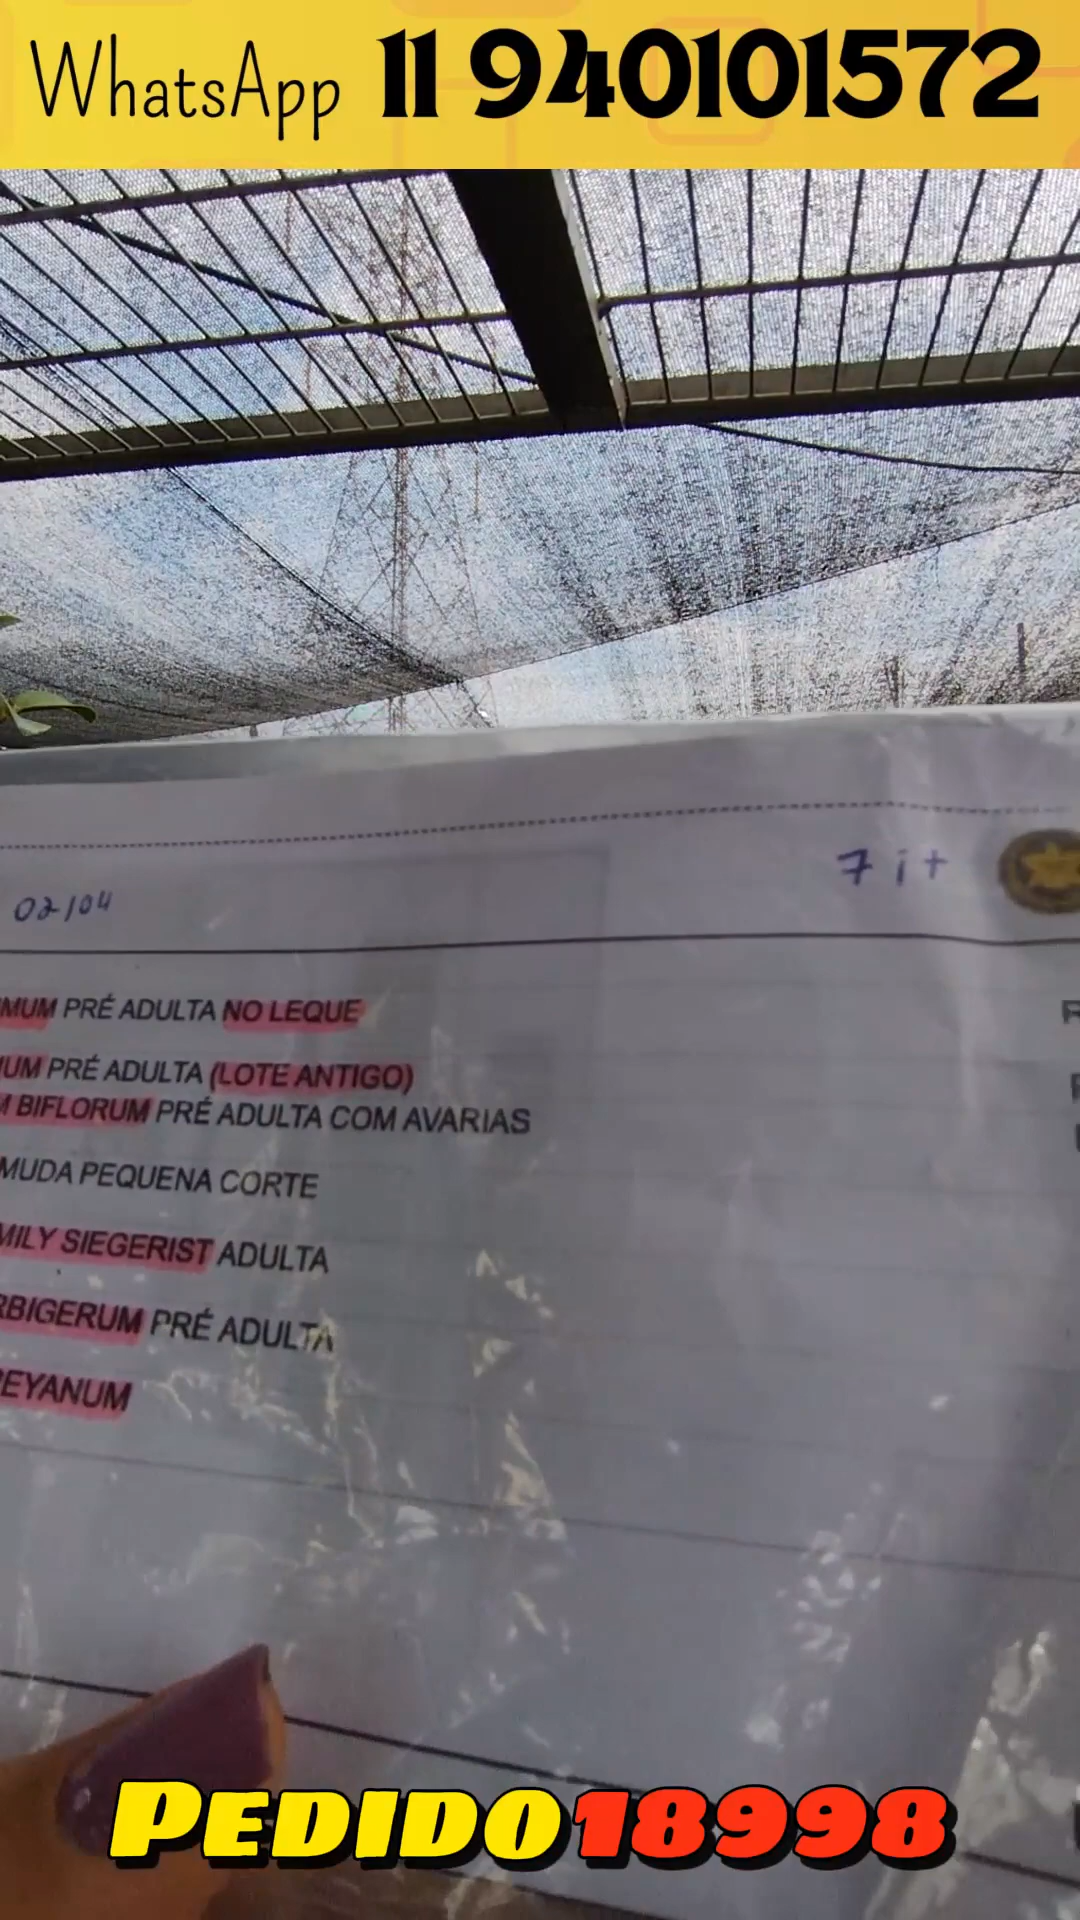 WhatsApp 11 940101572
7 it
02/04
MUM PRÉ ADULTA NO LEQUE
UM PRÉ ADULTA (LOTE ANTIGO)
M BIFLORUM PRÉ ADULTA COM AVARIAS
MUDA PEQUENA CORTE
MILY SIEGERIST ADULTA
RBIGERUM PRÉ ADULTA
EYANUM
PEDIDO 18998